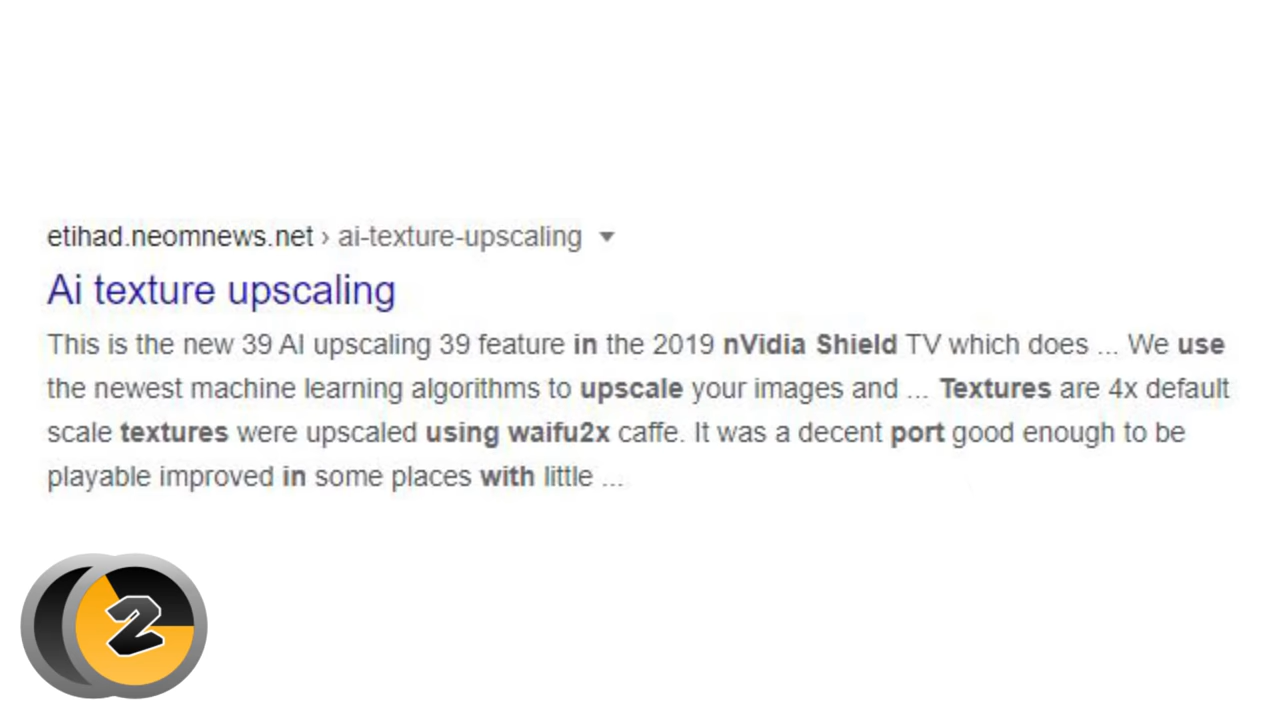 etihad.neomnews.net › ai-texture-upscaling
Ai texture upscaling
This is the new 39 AI upscaling 39 feature in the 2019 nVidia Shield TV which does ... We use
the newest machine learning algorithms to upscale your images and ... Textures are 4x default
scale textures were upscaled using waifu2x caffe. It was a decent port good enough to be
playable improved in some places with little ...
2